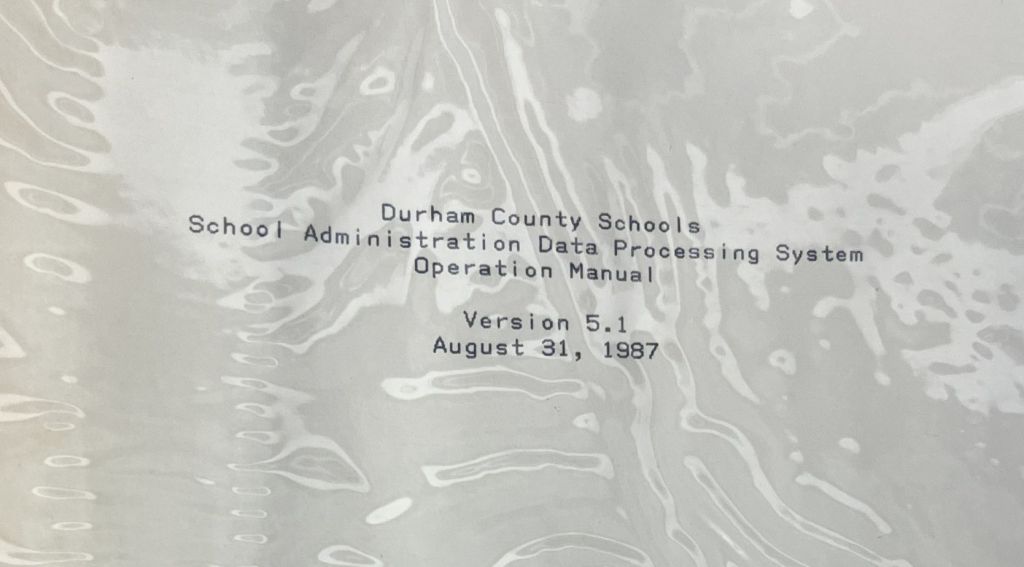 Durham County Schools
School Administration Data Processing System
Operation Manual
Version 5.1
August 31, 1987